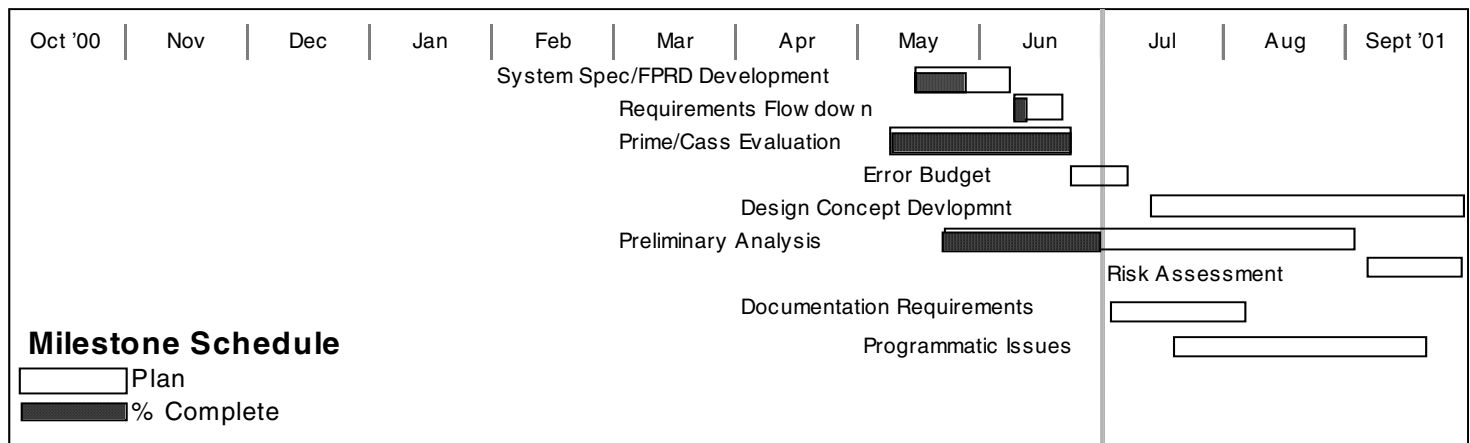 Oct ’00 Nov Dec Jan Feb Mar Apr May Jun Jul Aug Sept ’01
System Spec/FPRD Development
Requirements Flow dow n
Prime/Cass Evaluation
Error Budget
Design Concept Devlopmnt
Preliminary Analysis
Risk Assessment
Documentation Requirements
Milestone Schedule
Programmatic Issues
Plan
% Complete